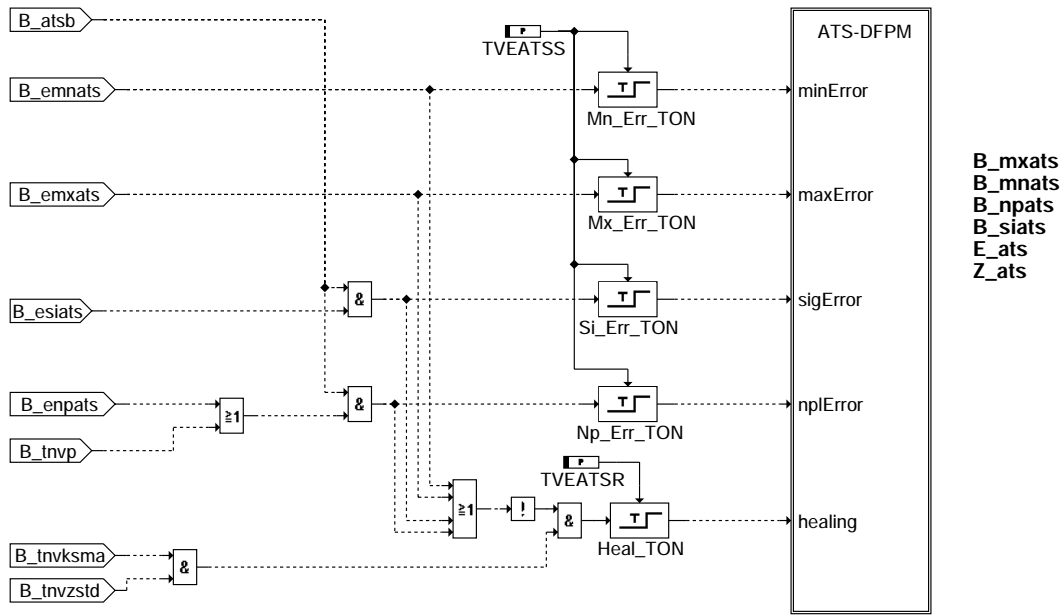 B_atsb
P
TVEATSS
ATS-DFPM
B_emnats
T
minError
Mn_Err_TON
B_emxats
T
maxError
Mx_Err_TON
B_mxats
B_mnats
B_npats
B_siats
E_ats
Z_ats
B_esiats
&
T
sigError
Si_Err_TON
B_enpats
≥1
&
T
nplError
Np_Err_TON
B_tnvp
P
TVEATSR
≥1
!
&
T
healing
Heal_TON
B_tnvksma
&
B_tnvzstd